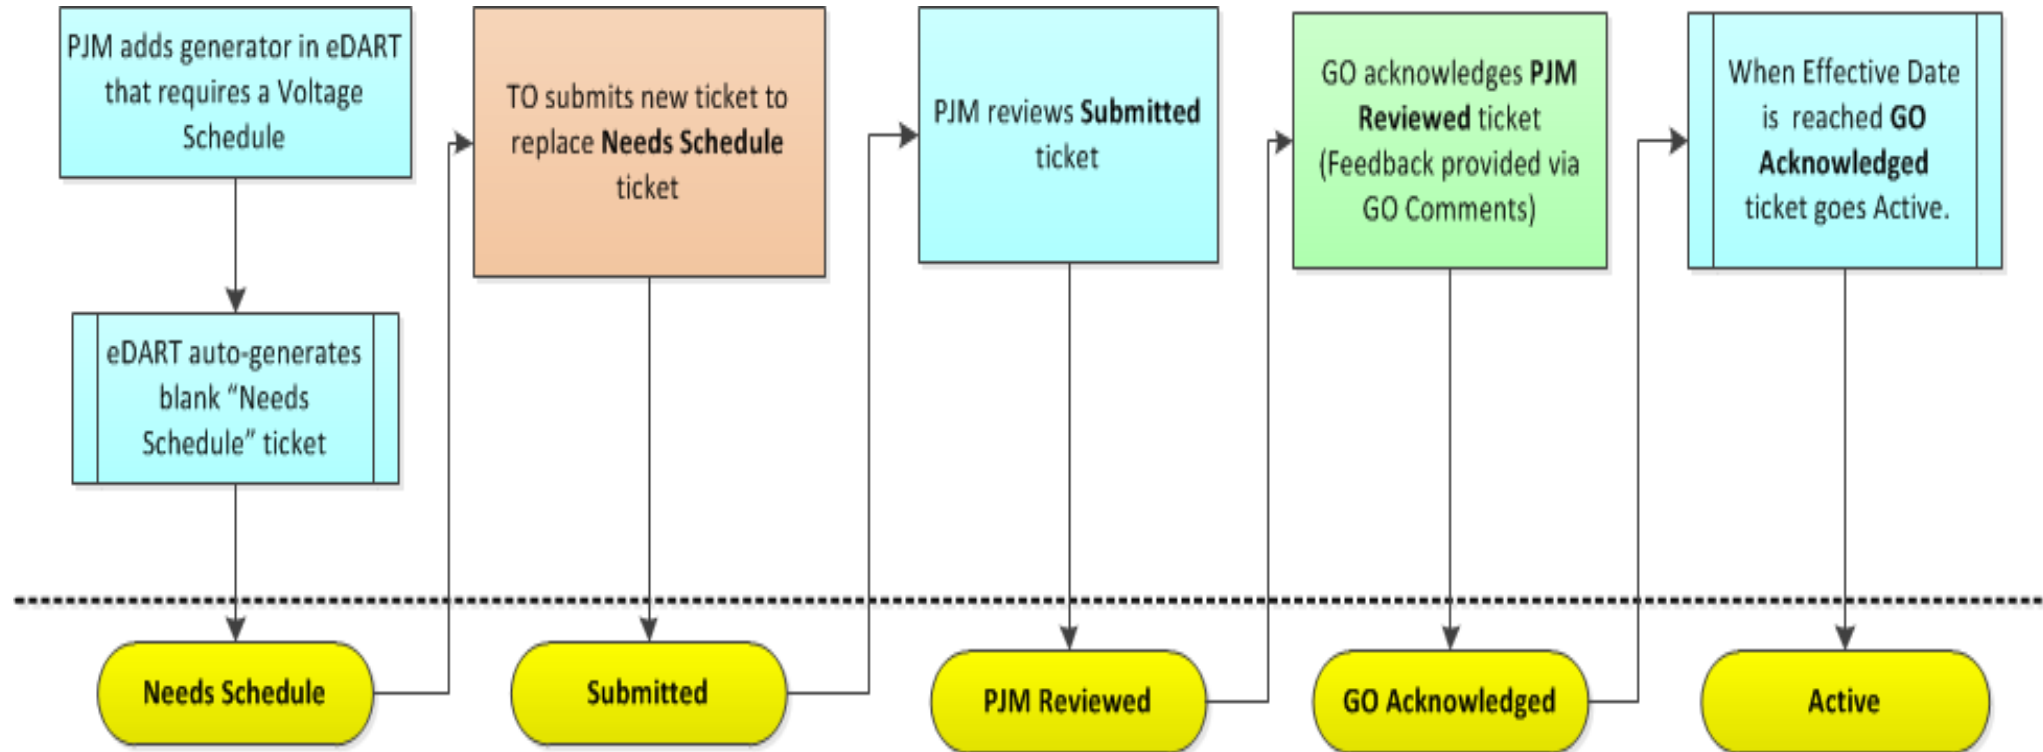 PJM adds generator in eDART
that requires a Voltage
Schedule
eDART auto-generates
blank “Needs
Schedule” ticket
TO submits new ticket to
replace Needs Schedule
ticket
PJM reviews Submitted
ticket
GO acknowledges PJM
Reviewed ticket
(Feedback provided via
GO Comments)
When Effective Date
is reached GO
Acknowledged
ticket goes Active.
Needs Schedule
Submitted
PJM Reviewed
GO Acknowledged
Active